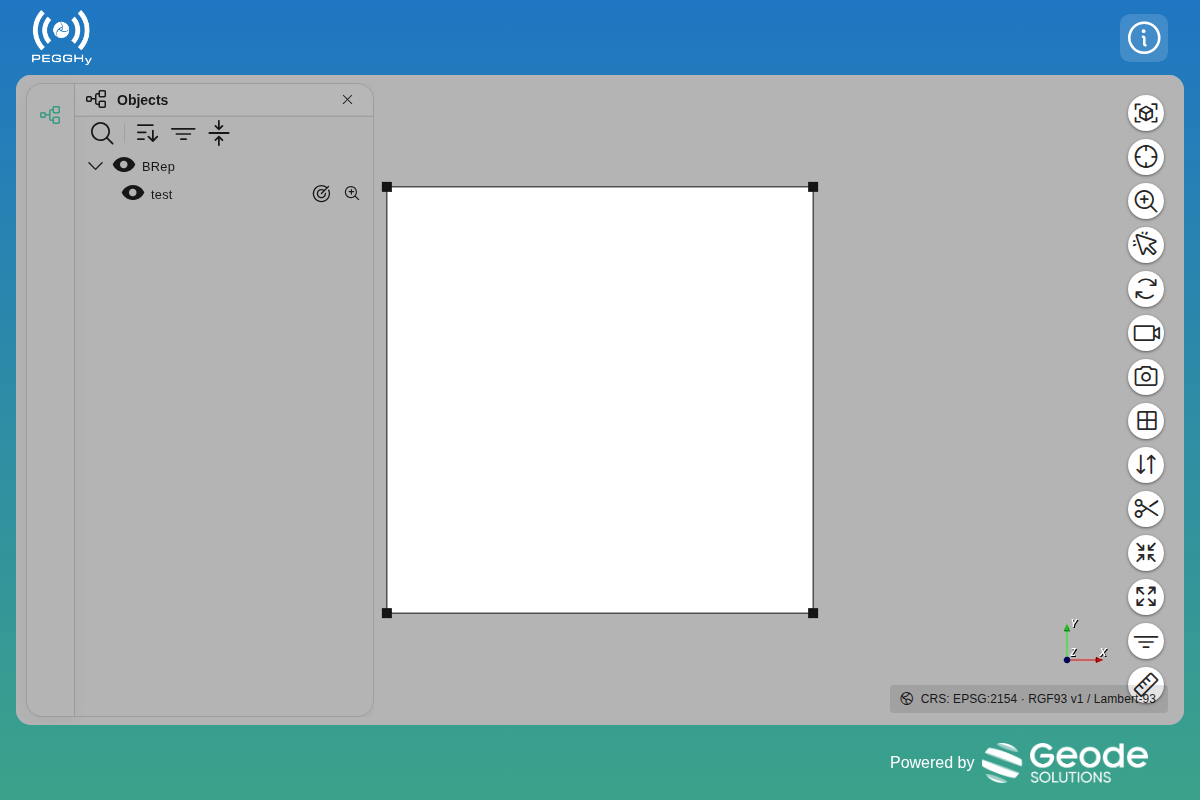 PEGGHy
Objects
BRep
test
Y
Z X
CRS: EPSG:2154 · RGF93 v1 / Lambert-93
Powered by Geode
SOLUTIONS